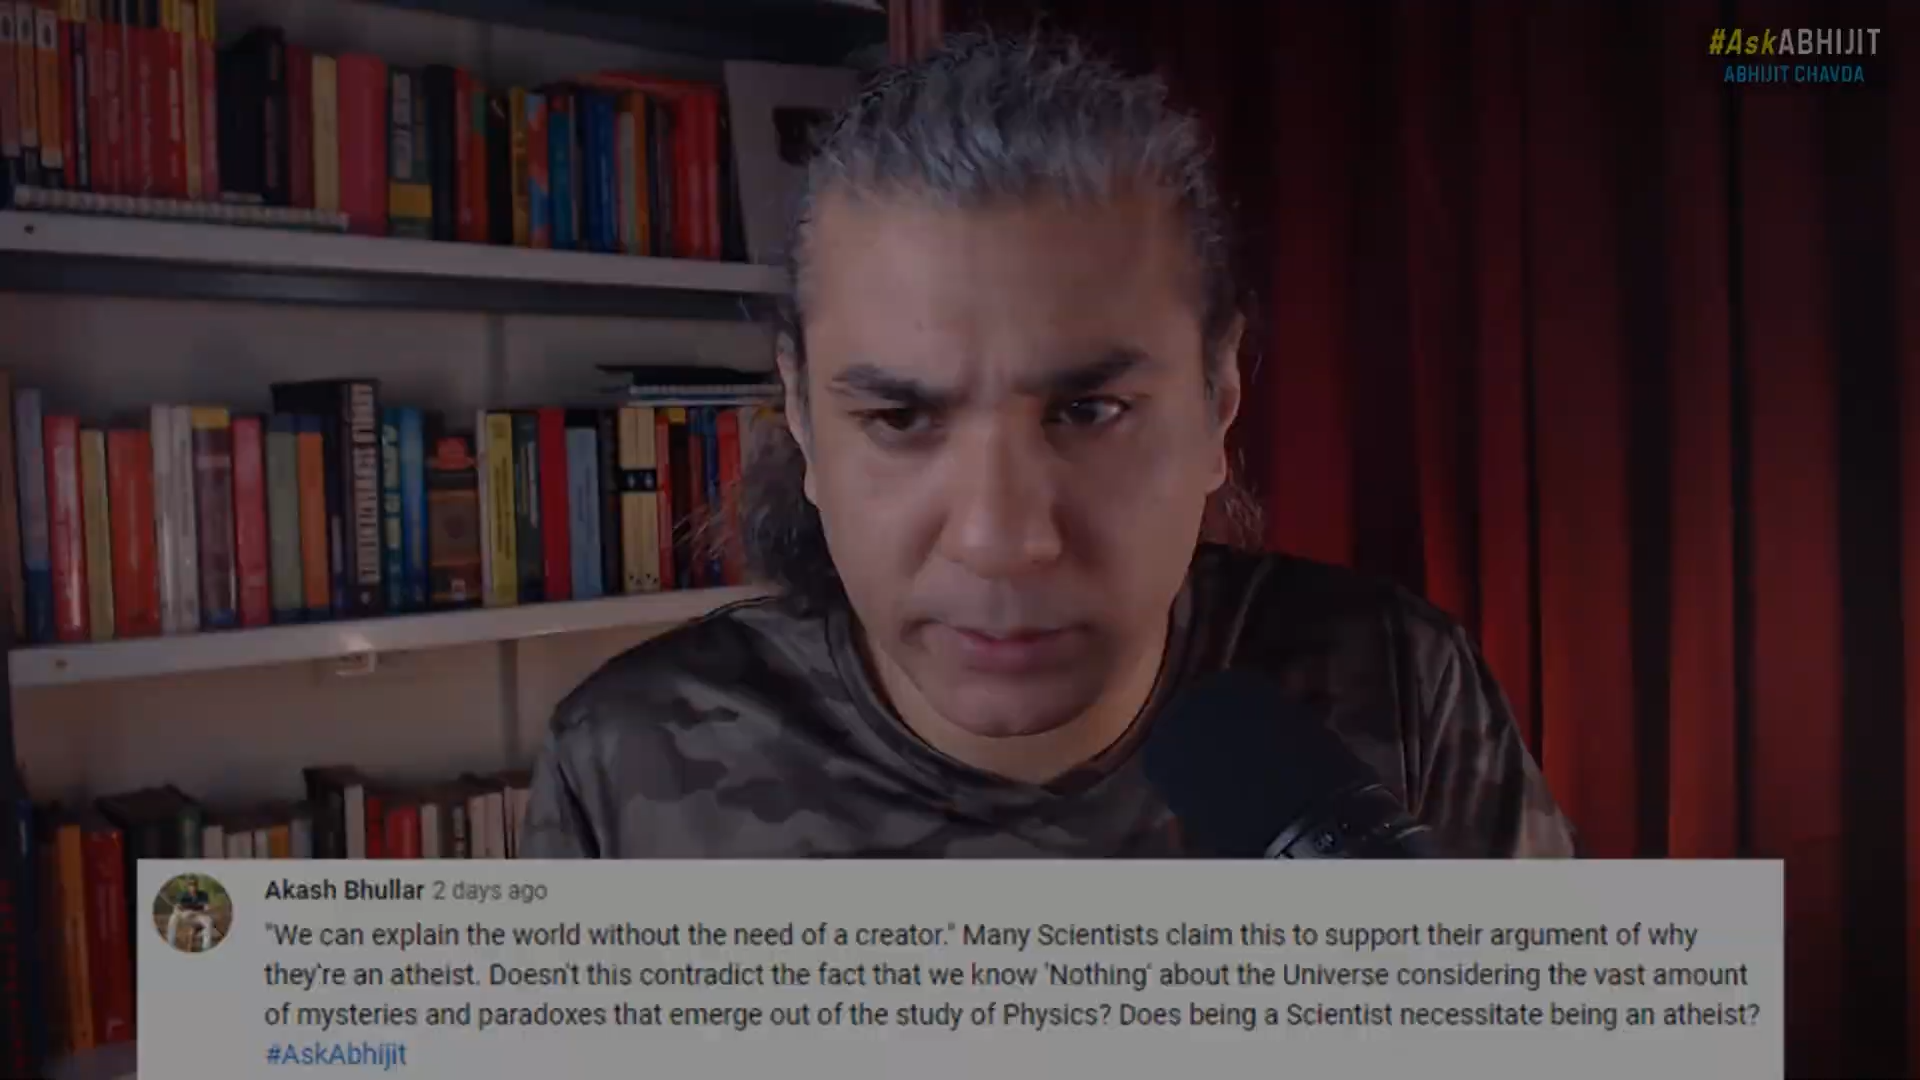 #AskABHIJIT
ABHIJIT CHAVDA
Akash Bhullar 2 days ago
"We can explain the world without the need of a creator." Many Scientists claim this to support their argument of why
they're an atheist. Doesn't this contradict the fact that we know 'Nothing' about the Universe considering the vast amount
of mysteries and paradoxes that emerge out of the study of Physics? Does being a Scientist necessitate being an atheist?
#AskAbhijit